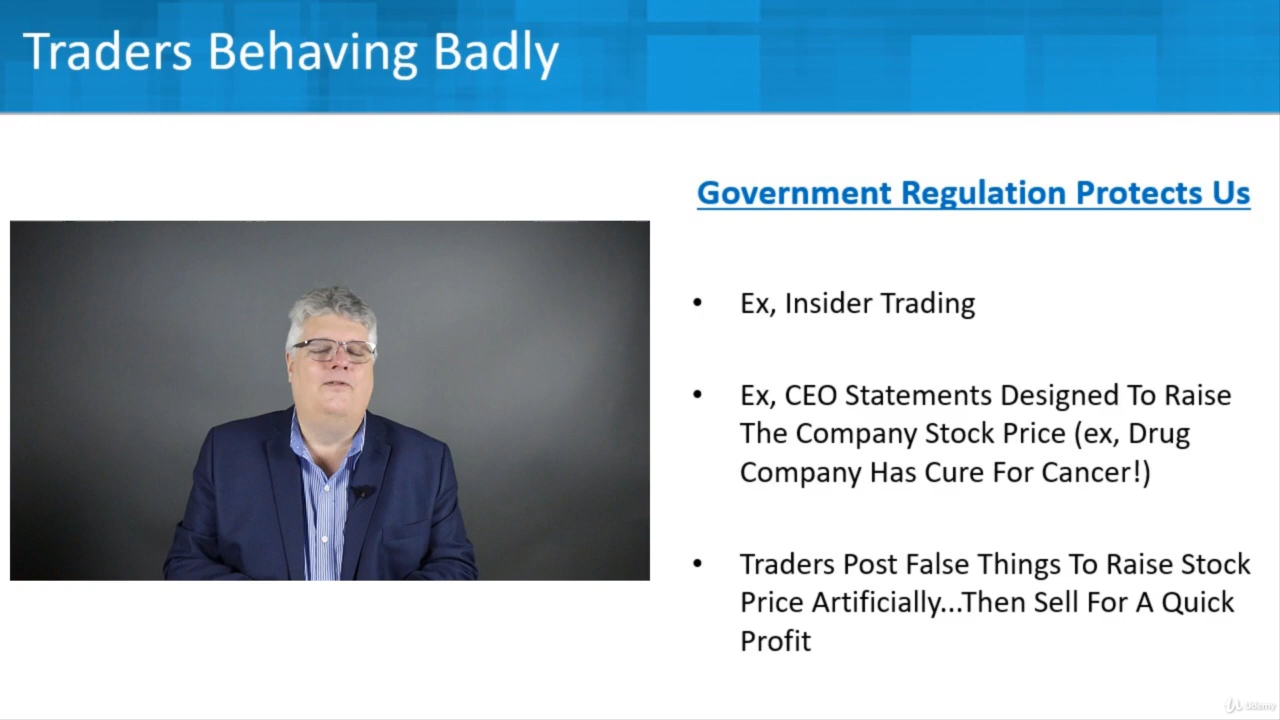 Traders Behaving Badly
Government Regulation Protects Us
• Ex, Insider Trading
• Ex, CEO Statements Designed To Raise
The Company Stock Price (ex, Drug
Company Has Cure For Cancer!)
• Traders Post False Things To Raise Stock
Price Artificially...Then Sell For A Quick
Profit
Udemy